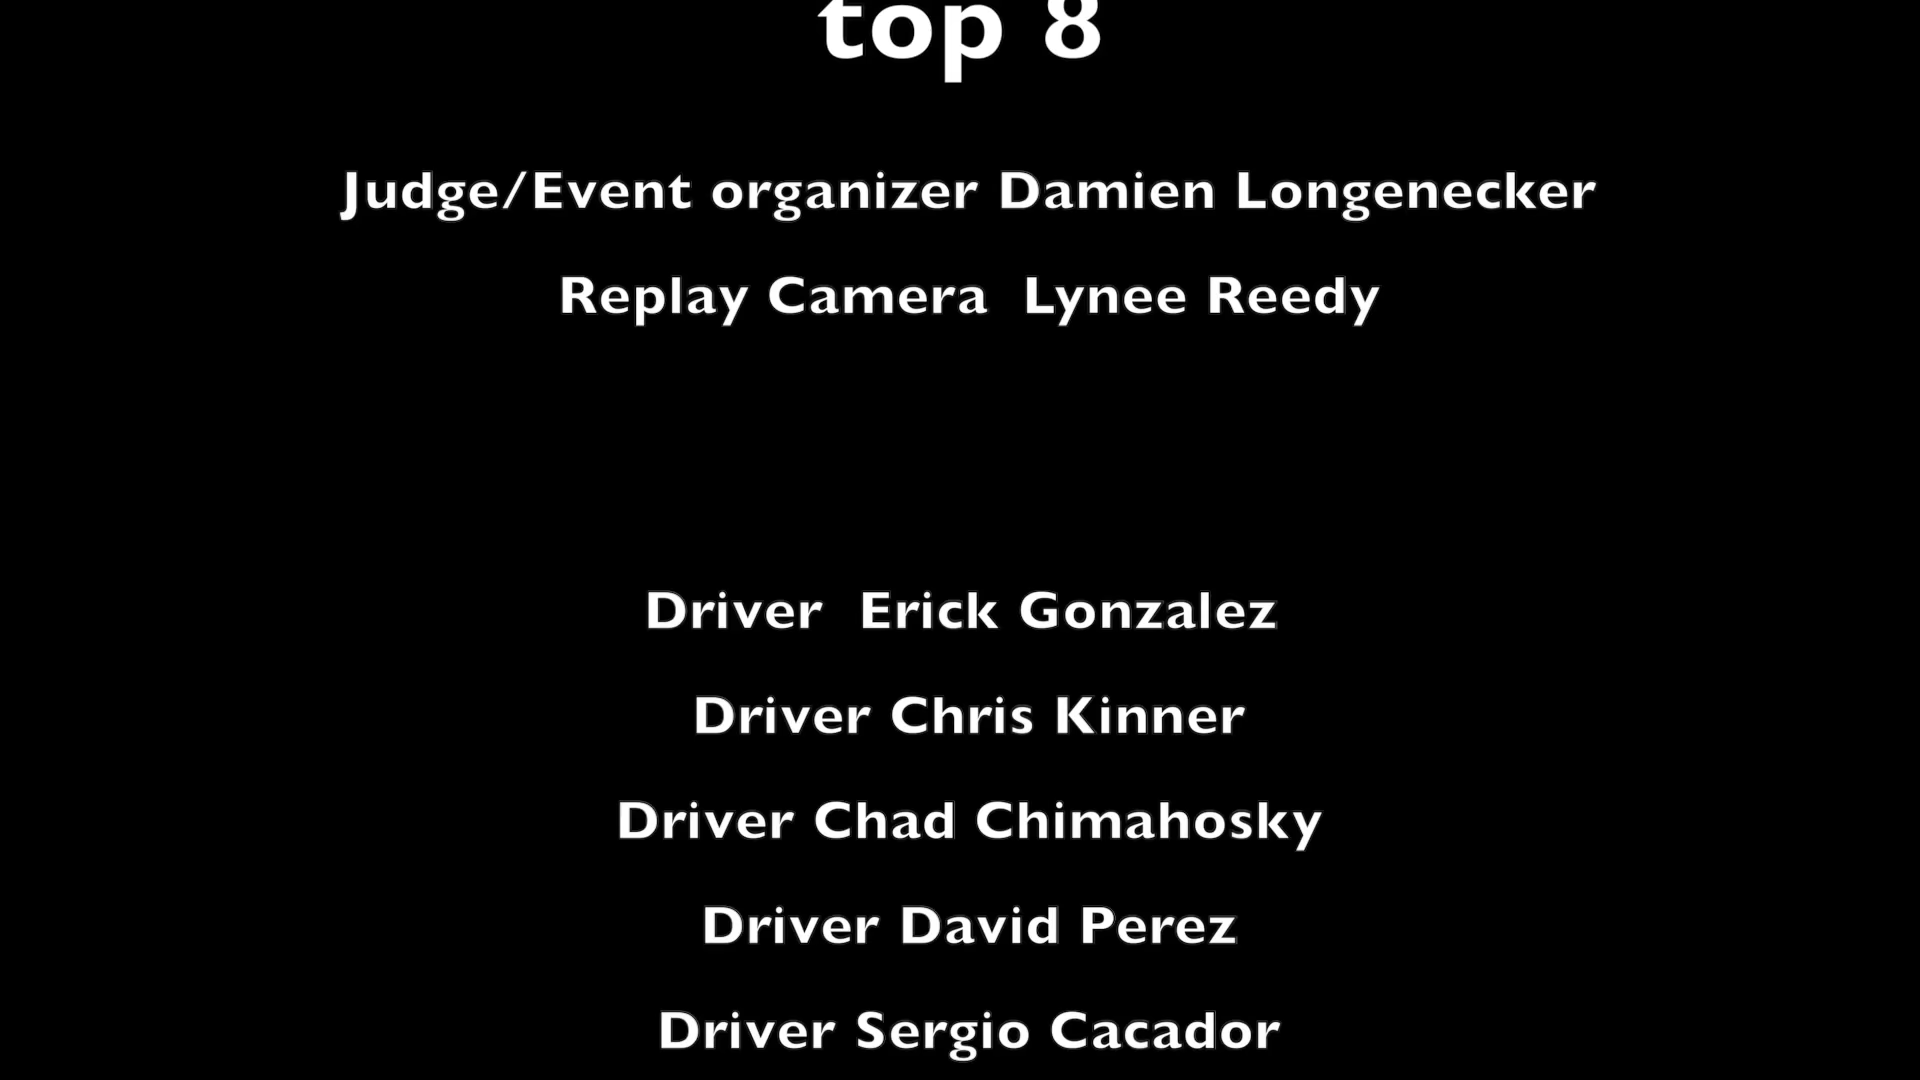 top 8
Judge/Event organizer Damien Longenecker
Replay Camera  Lynee Reedy
Driver  Erick Gonzalez
Driver Chris Kinner
Driver Chad Chimahosky
Driver David Perez
Driver Sergio Cacador